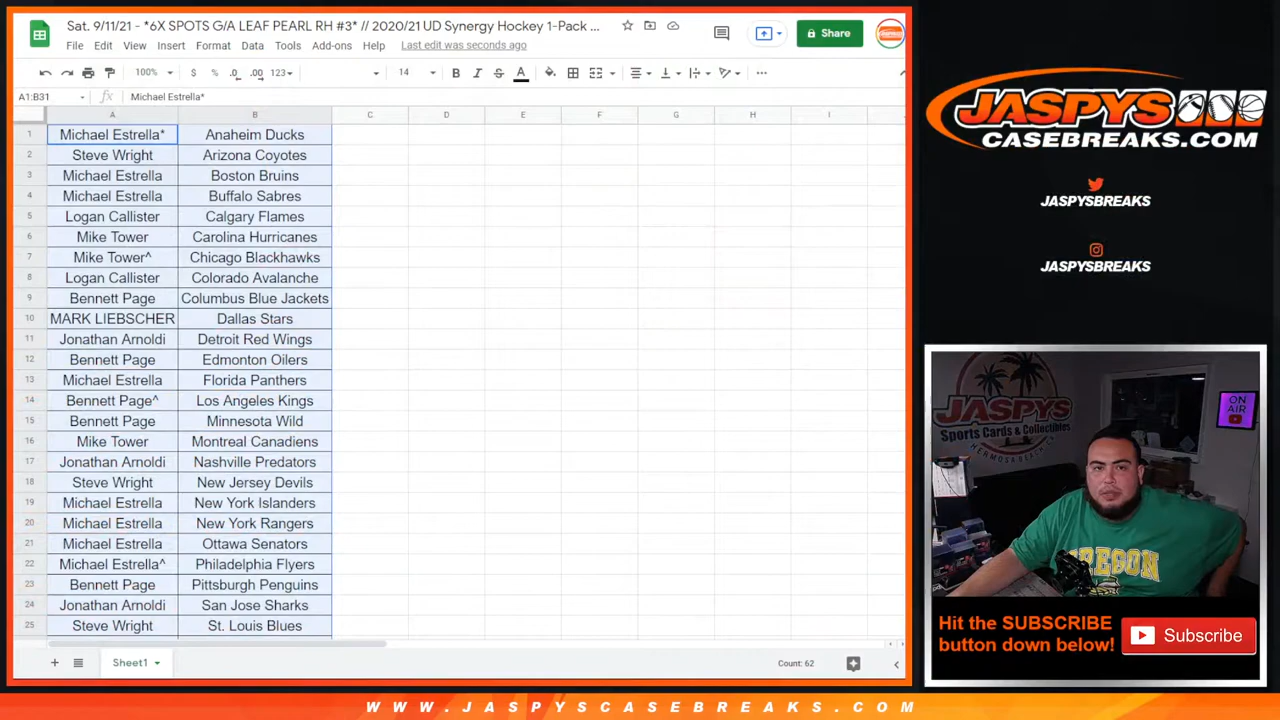 Sat. 9/11/21 - *6X SPOTS G/A LEAF PEARL RH #3* // 2020/21 UD Synergy Hockey 1-Pack ...
File Edit View Insert Format Data Tools Add-ons Help Last edit was seconds ago
Share
100% $ % .0 .00 123 14 B I S A
A1:B31 fx Michael Estrella*
A B C D E F G H I
1 Michael Estrella* Anaheim Ducks
2 Steve Wright Arizona Coyotes
3 Michael Estrella Boston Bruins
4 Michael Estrella Buffalo Sabres
5 Logan Callister Calgary Flames
6 Mike Tower Carolina Hurricanes
7 Mike Tower^ Chicago Blackhawks
8 Logan Callister Colorado Avalanche
9 Bennett Page Columbus Blue Jackets
10 MARK LIEBSCHER Dallas Stars
11 Jonathan Arnoldi Detroit Red Wings
12 Bennett Page Edmonton Oilers
13 Michael Estrella Florida Panthers
14 Bennett Page^ Los Angeles Kings
15 Bennett Page Minnesota Wild
16 Mike Tower Montreal Canadiens
17 Jonathan Arnoldi Nashville Predators
18 Steve Wright New Jersey Devils
19 Michael Estrella New York Islanders
20 Michael Estrella New York Rangers
21 Michael Estrella Ottawa Senators
22 Michael Estrella^ Philadelphia Flyers
23 Bennett Page Pittsburgh Penguins
24 Jonathan Arnoldi San Jose Sharks
25 Steve Wright St. Louis Blues
Sheet1
Count: 62
JASPYS
CASEBREAKS.COM
JASPYSBREAKS
JASPYSBREAKS
JASPYS
Sports Cards & Collectibles
HERMOSA BEACH
ON
AIR
OREGON
Hit the SUBSCRIBE
button down below!
Subscribe
WWW.JASPYSCASEBREAKS.COM